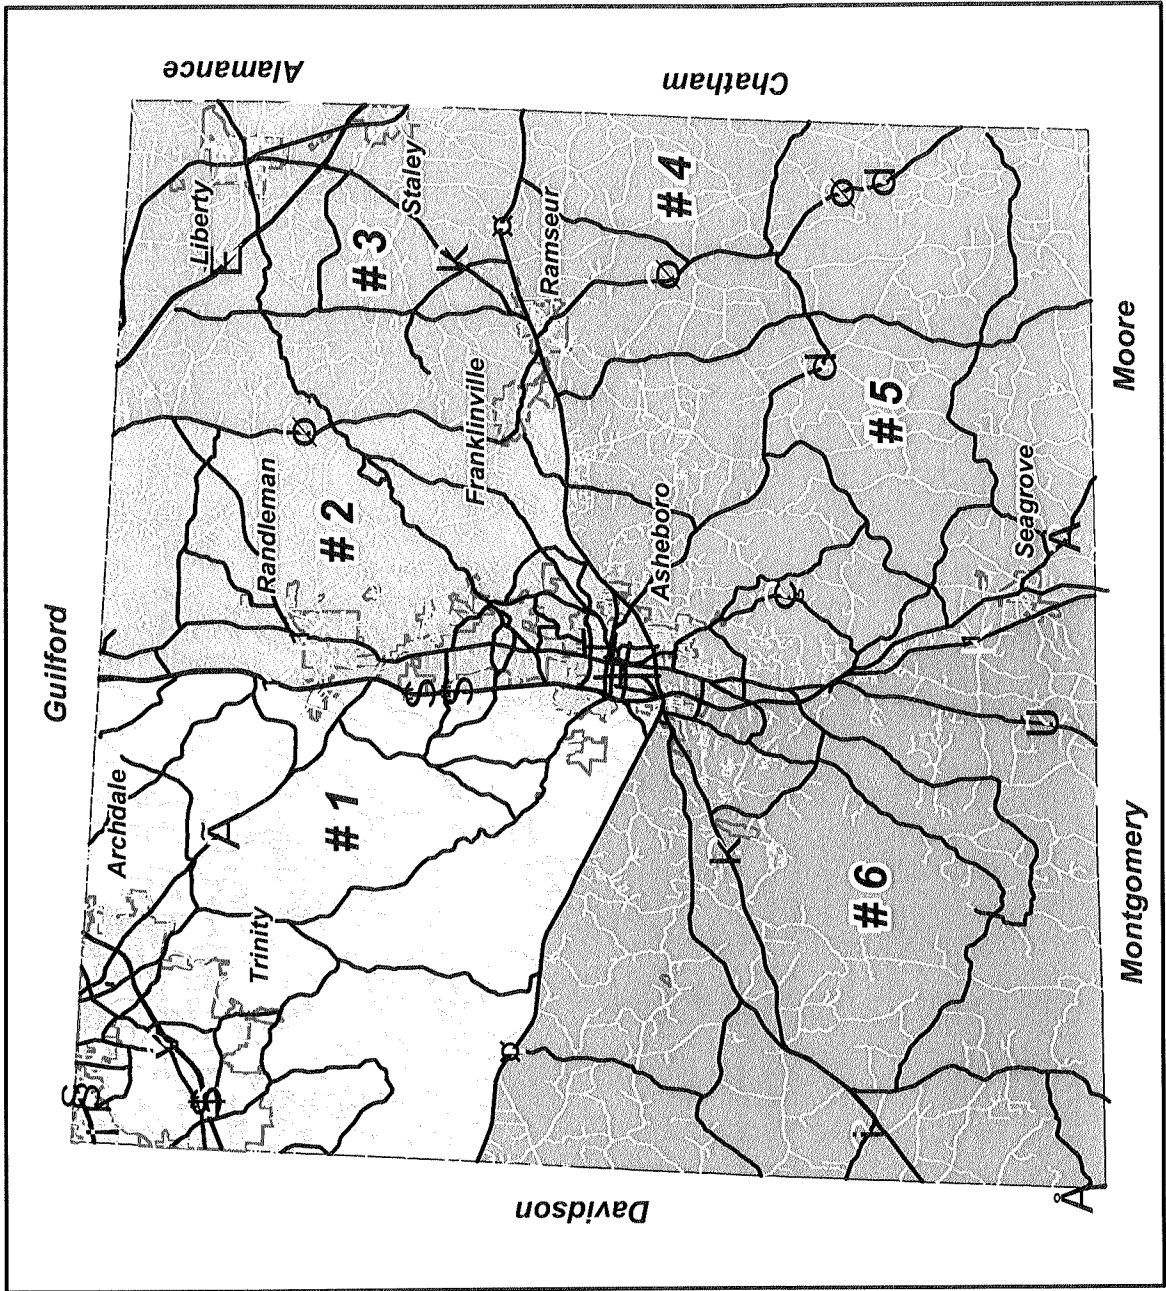 Guilford
Alamance
Chatham
Davidson
Montgomery
Moore
Archdale
Trinity
Randleman
Liberty
Staley
Franklinville
Ramseur
Asheboro
Seagrove
# 1
# 2
# 3
# 4
# 5
# 6